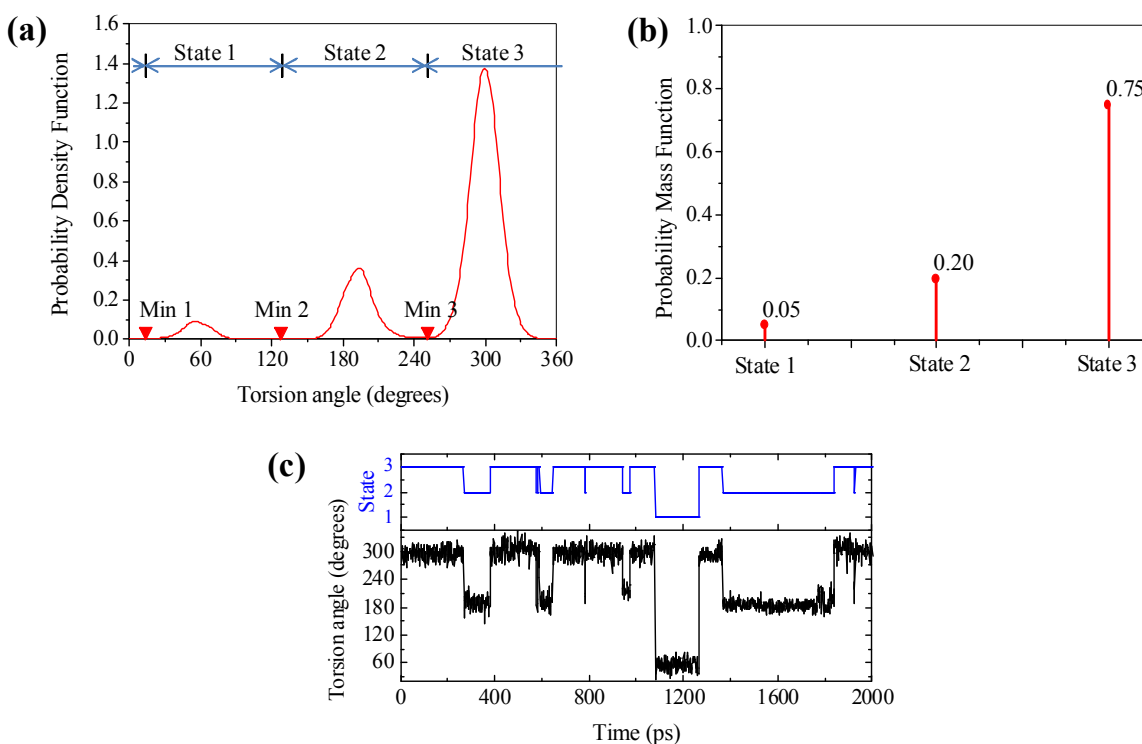 (a)
Probability Density Function
1.6
1.4
1.2
1.0
0.8
0.6
0.4
0.2
0.0
State 1 State 2 State 3
Min 1 Min 2 Min 3
0 60 120 180 240 300 360
Torsion angle (degrees)
(b)
Probability Mass Function
1.0
0.8
0.6
0.4
0.2
0.0
0.05
0.20
0.75
State 1 State 2 State 3
(c)
State
3
2
1
Torsion angle (degrees)
300
240
180
120
60
0 400 800 1200 1600 2000
Time (ps)